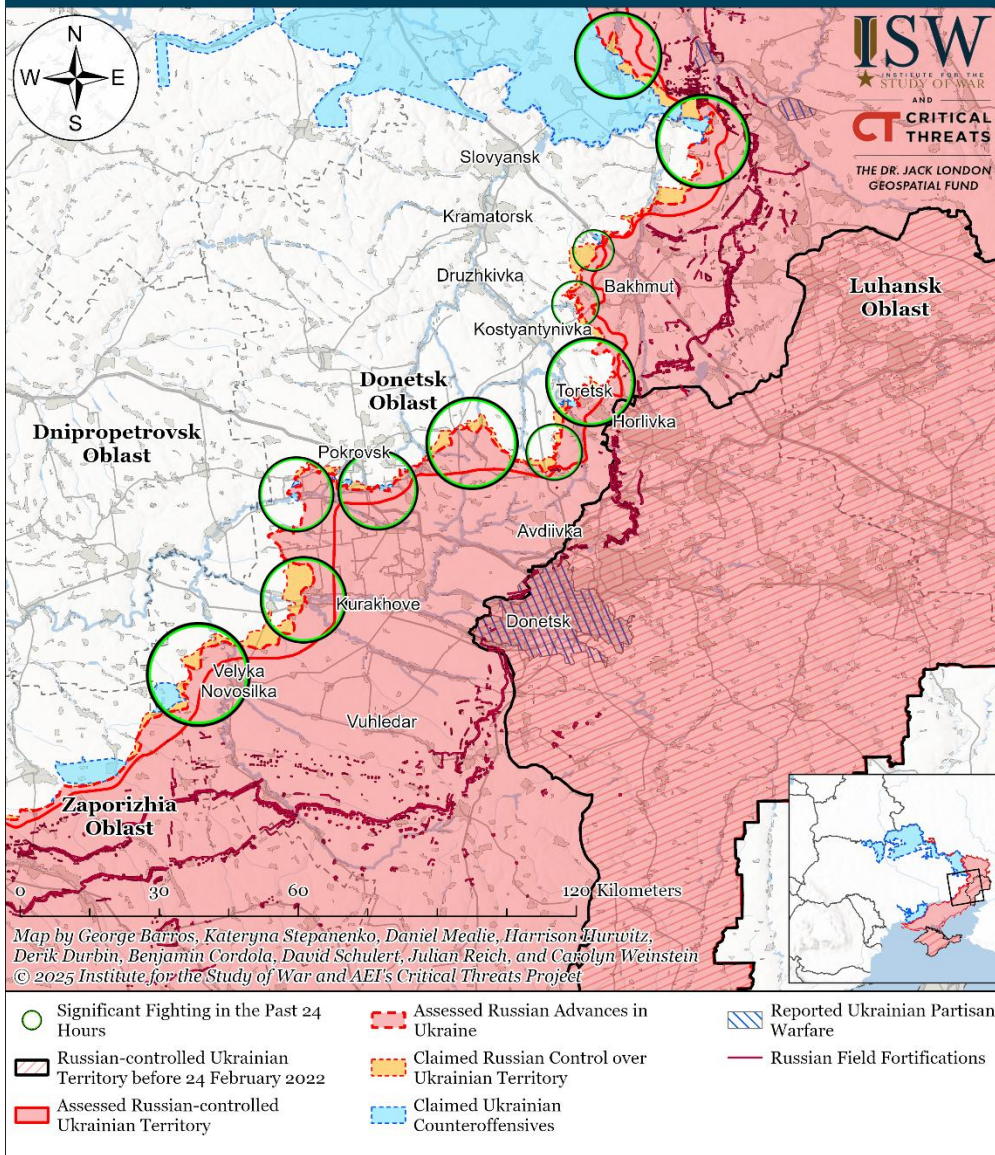 N
W E
S
ISW
INSTITUTE FOR THE
STUDY OF WAR
AND
CT CRITICAL
THREATS
THE DR. JACK LONDON
GEOSPATIAL FUND
Slovyansk
Kramatorsk
Druzhkivka
Bakhmut
Luhansk
Oblast
Kostyantynivka
Donetsk
Oblast
Toretsk
Horlivka
Dnipropetrovsk
Oblast
Pokrovsk
Avdiivka
Kurakhove
Donetsk
Velyka
Novosilka
Vuhledar
Zaporizhia
Oblast
0 30 60 120 Kilometers
Map by George Barros, Kateryna Stepanenko, Daniel Mealie, Harrison Hurwitz,
Derik Durbin, Benjamin Cordola, David Schulert, Julian Reich, and Carolyn Weinstein
© 2025 Institute for the Study of War and AEI's Critical Threats Project
Significant Fighting in the Past 24
Hours
Russian-controlled Ukrainian
Territory before 24 February 2022
Assessed Russian-controlled
Ukrainian Territory
Assessed Russian Advances in
Ukraine
Claimed Russian Control over
Ukrainian Territory
Claimed Ukrainian
Counteroffensives
Reported Ukrainian Partisan
Warfare
Russian Field Fortifications